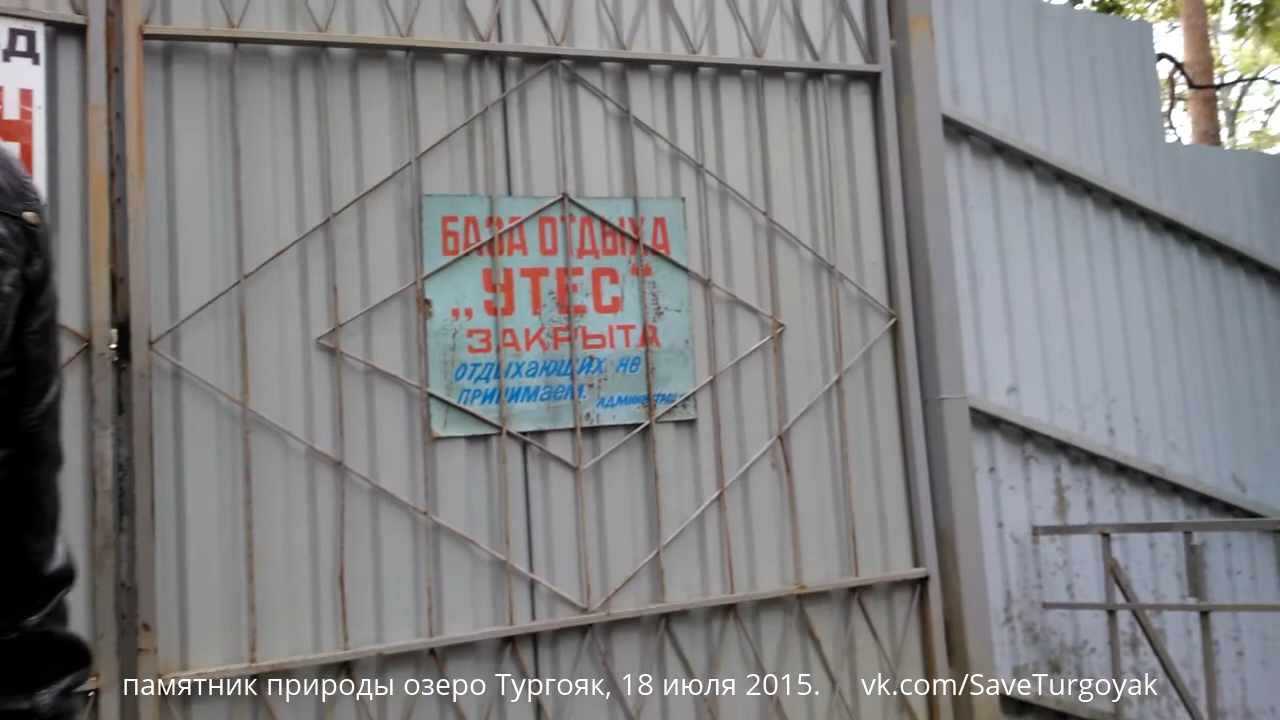 БАЗА ОТДЫХА
„УТЕС“
ЗАКРЫТА
ОТДЫХАЮЩИХ НЕ
ПРИНИМАЕМ.
памятник природы озеро Тургояк, 18 июля 2015. vk.com/SaveTurgoyak